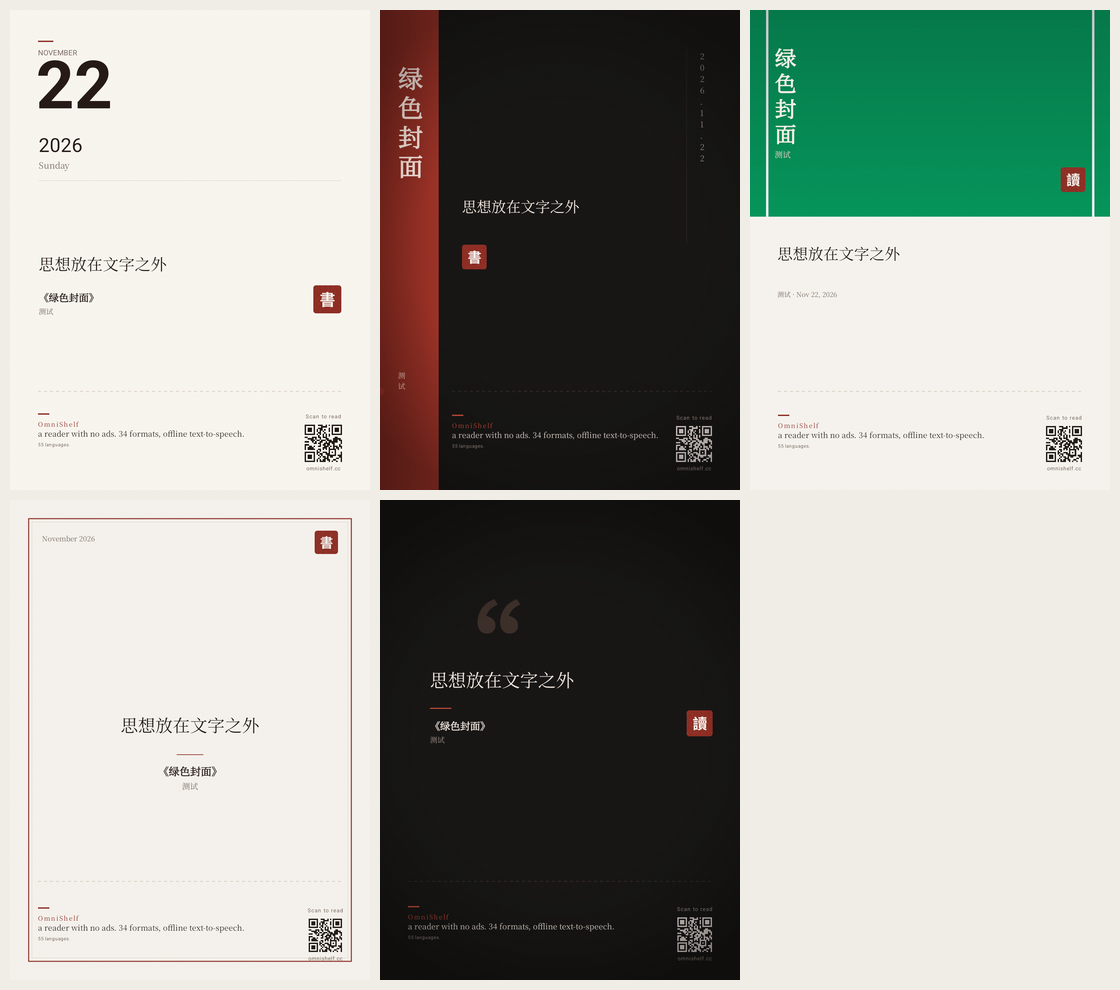 NOVEMBER
22
2026
Sunday
思想放在文字之外
《绿色封面》
测试
書
OmniShelf
a reader with no ads. 34 formats, offline text-to-speech.
55 languages
Scan to read
omnishelf.cc
绿色封面
测试
2026.11.22
思想放在文字之外
書
OmniShelf
a reader with no ads. 34 formats, offline text-to-speech.
55 languages
Scan to read
omnishelf.cc
绿色封面
测试
讀
思想放在文字之外
测试 · Nov 22, 2026
OmniShelf
a reader with no ads. 34 formats, offline text-to-speech.
55 languages
Scan to read
omnishelf.cc
November 2026
書
思想放在文字之外
《绿色封面》
测试
OmniShelf
a reader with no ads. 34 formats, offline text-to-speech.
55 languages
Scan to read
omnishelf.cc
“
思想放在文字之外
《绿色封面》
测试
讀
OmniShelf
a reader with no ads. 34 formats, offline text-to-speech.
55 languages
Scan to read
omnishelf.cc